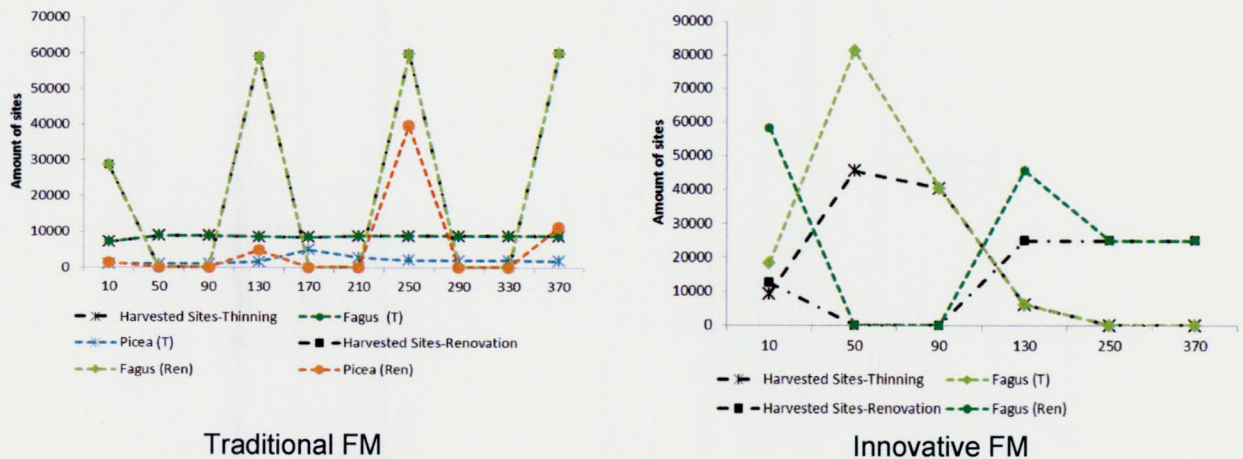 70000
60000
50000
40000
30000
20000
10000
0
Amount of sites
10 50 90 130 170 210 250 290 330 370
Harvested Sites-Thinning Fagus (T)
Picea (T) Harvested Sites-Renovation
Fagus (Ren) Picea (Ren)
Traditional FM
90000
80000
70000
60000
50000
40000
30000
20000
10000
0
Amount of sites
10 50 90 130 250 370
Harvested Sites-Thinning Fagus (T)
Harvested Sites-Renovation Fagus (Ren)
Innovative FM